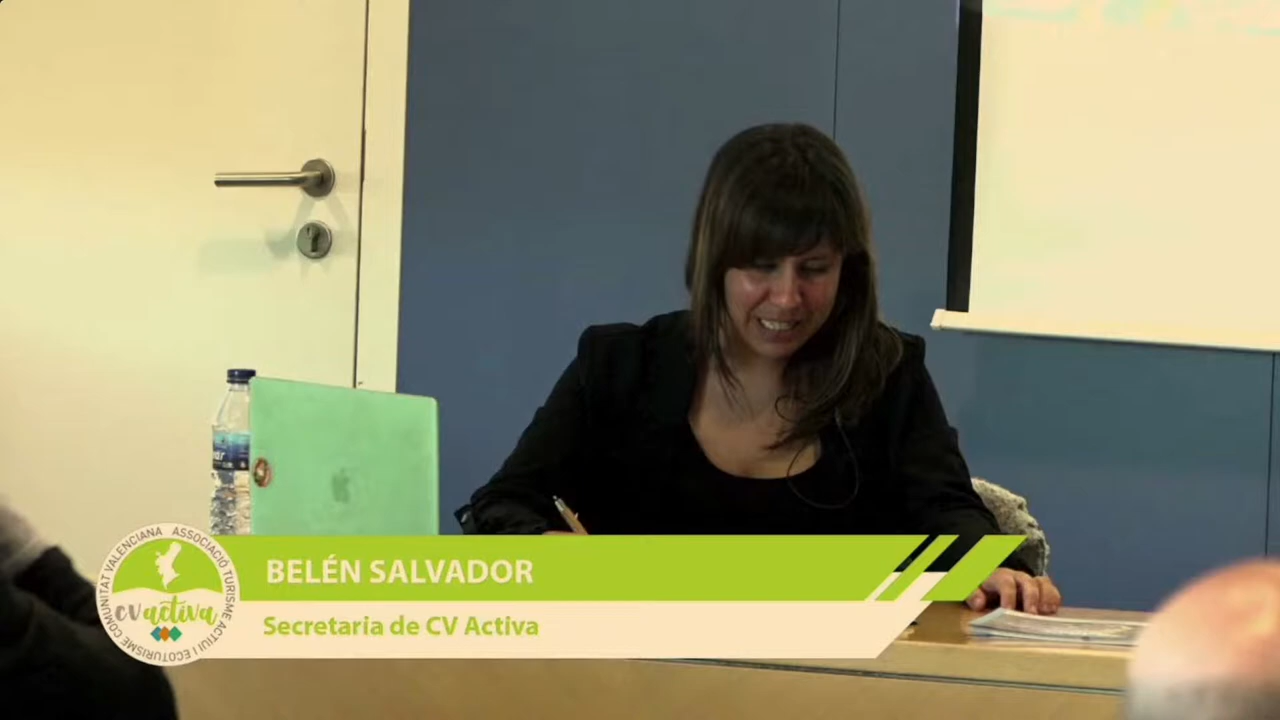 BELÉN SALVADOR
Secretaria de CV Activa
ASSOCIACIÓ TURISME ACTIU I ECOTURISME COMUNITAT VALENCIANA
cvactiva